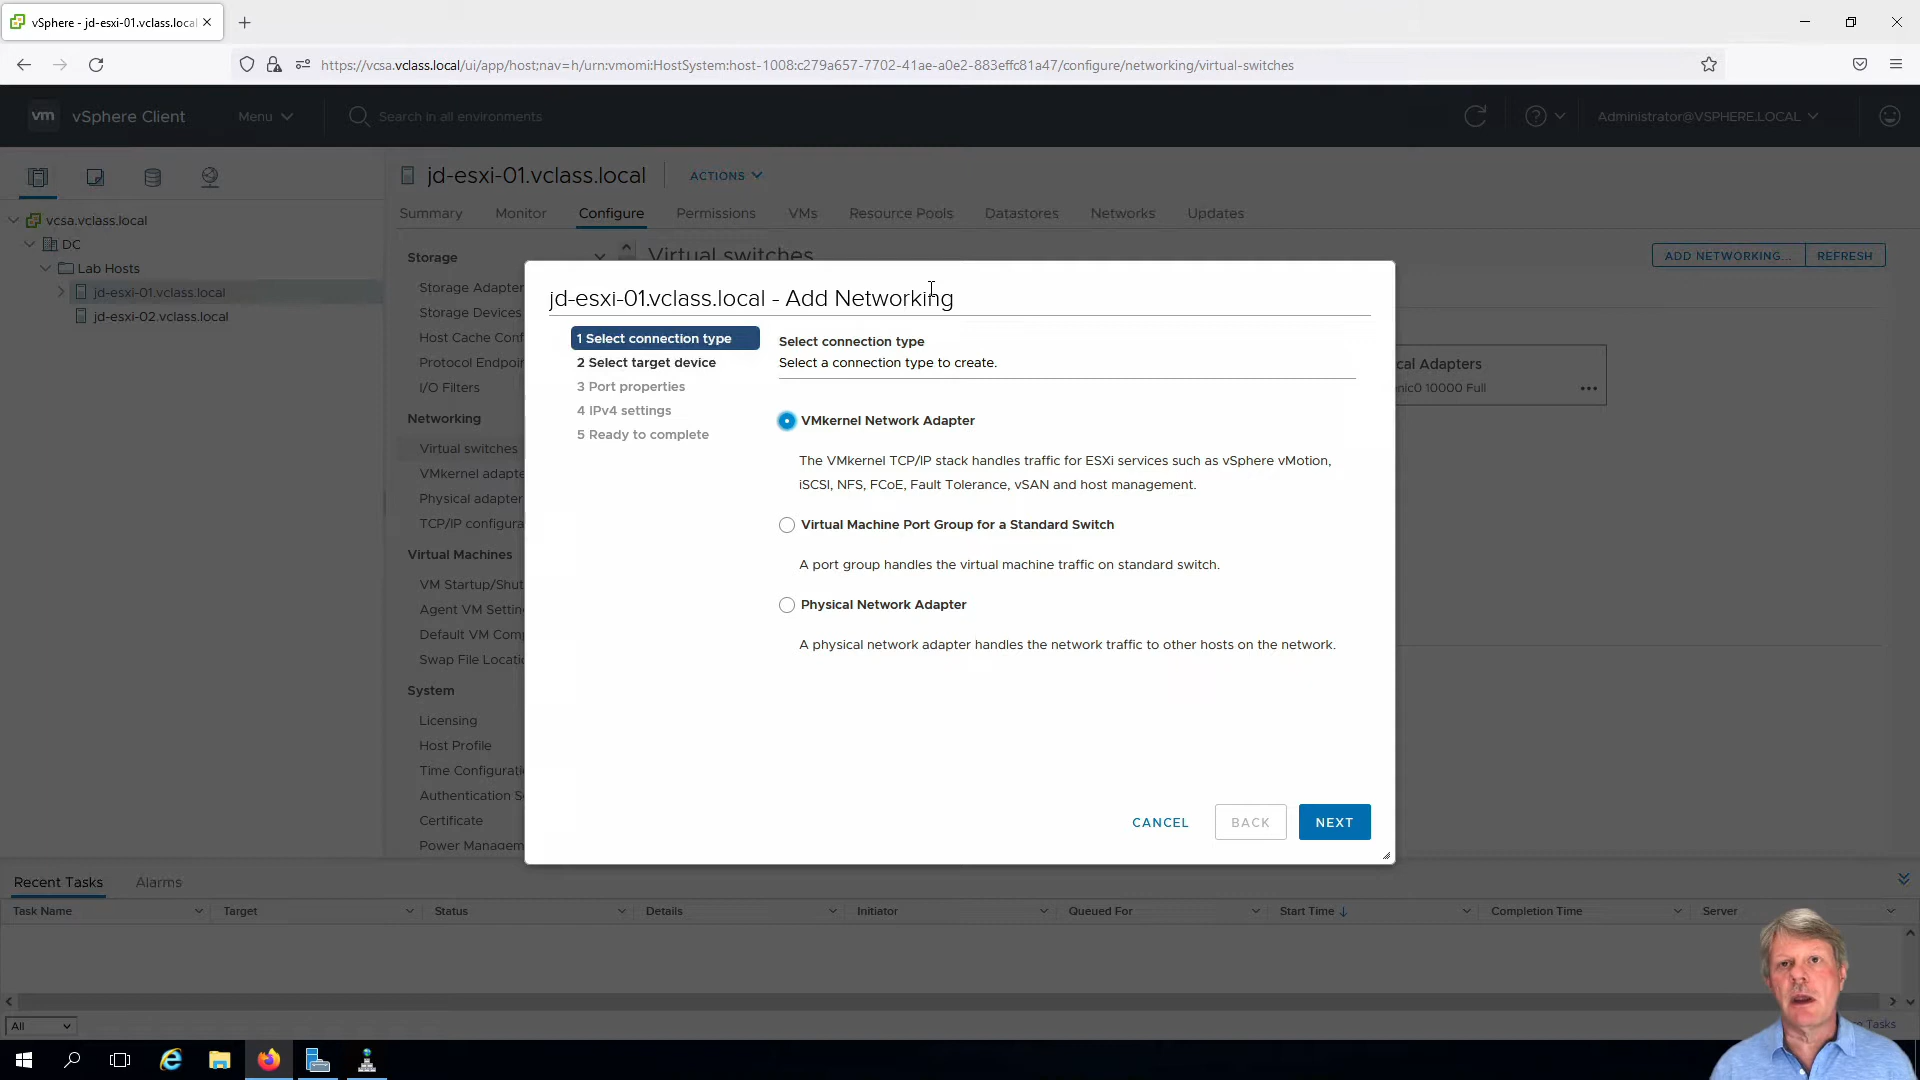 vSphere - jd-esxi-01.vclass.local
https://vcsa.vclass.local/ui/app/host;nav=h/urn:vmomi:HostSystem:host-1008:c279a657-7702-41ae-a0e2-883effc81a47/configure/networking/virtual-switches
vm vSphere Client Menu Search in all environments Administrator@VSPHERE.LOCAL
jd-esxi-01.vclass.local ACTIONS
Summary Monitor Configure Permissions VMs Resource Pools Datastores Networks Updates
vcsa.vclass.local
DC
Lab Hosts
jd-esxi-01.vclass.local
jd-esxi-02.vclass.local
Storage
Storage Adapter
Storage Devices
Host Cache Conf
Protocol Endpoin
I/O Filters
Networking
Virtual switches
VMkernel adapte
Physical adapter
TCP/IP configura
Virtual Machines
VM Startup/Shut
Agent VM Settin
Default VM Com
Swap File Locatio
System
Licensing
Host Profile
Time Configurati
Authentication Se
Certificate
Power Managem
Virtual switches
ADD NETWORKING... REFRESH
cal Adapters
nic0 10000 Full
jd-esxi-01.vclass.local - Add Networking
1 Select connection type
2 Select target device
3 Port properties
4 IPv4 settings
5 Ready to complete
Select connection type
Select a connection type to create.
VMkernel Network Adapter
The VMkernel TCP/IP stack handles traffic for ESXi services such as vSphere vMotion,
iSCSI, NFS, FCoE, Fault Tolerance, vSAN and host management.
Virtual Machine Port Group for a Standard Switch
A port group handles the virtual machine traffic on standard switch.
Physical Network Adapter
A physical network adapter handles the network traffic to other hosts on the network.
CANCEL BACK NEXT
Recent Tasks Alarms
Task Name Target Status Details Initiator Queued For Start Time Completion Time Server
All
Tasks